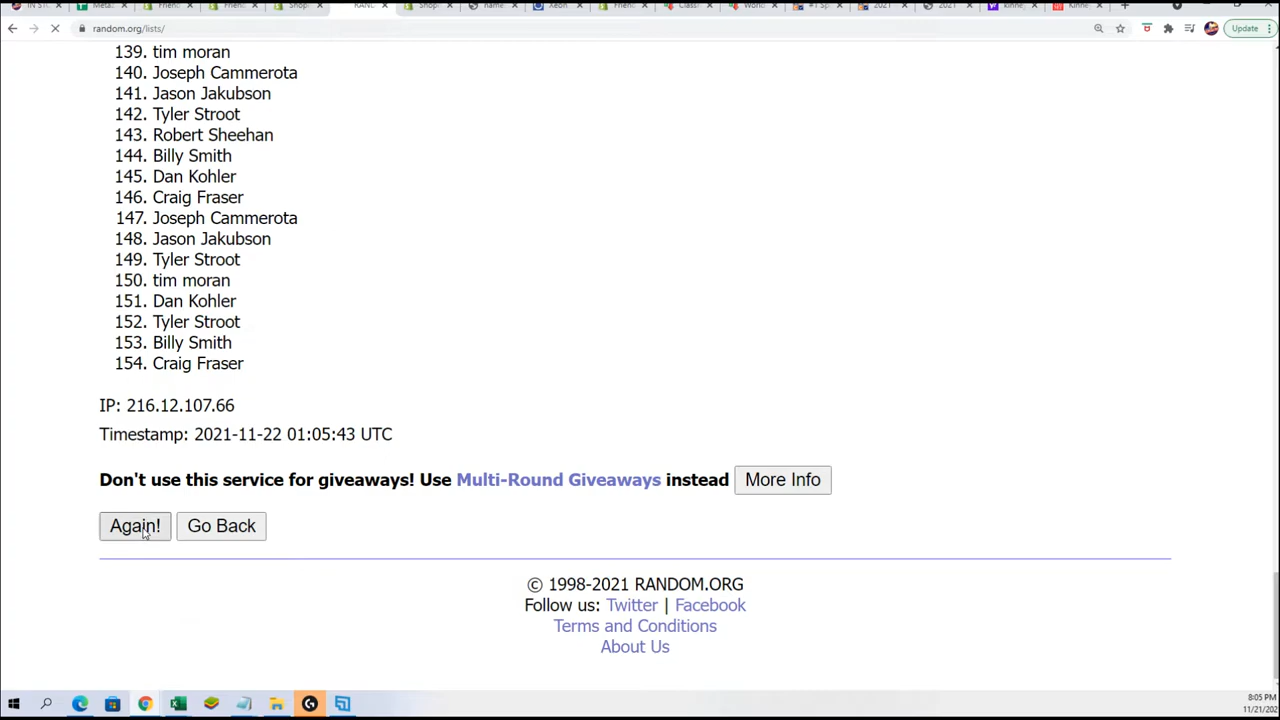 random.org/lists/
Update
139. tim moran
140. Joseph Cammerota
141. Jason Jakubson
142. Tyler Stroot
143. Robert Sheehan
144. Billy Smith
145. Dan Kohler
146. Craig Fraser
147. Joseph Cammerota
148. Jason Jakubson
149. Tyler Stroot
150. tim moran
151. Dan Kohler
152. Tyler Stroot
153. Billy Smith
154. Craig Fraser
IP: 216.12.107.66
Timestamp: 2021-11-22 01:05:43 UTC
Don't use this service for giveaways! Use Multi-Round Giveaways instead More Info
Again! Go Back
© 1998-2021 RANDOM.ORG
Follow us: Twitter | Facebook
Terms and Conditions
About Us
8:05 PM
11/21/202